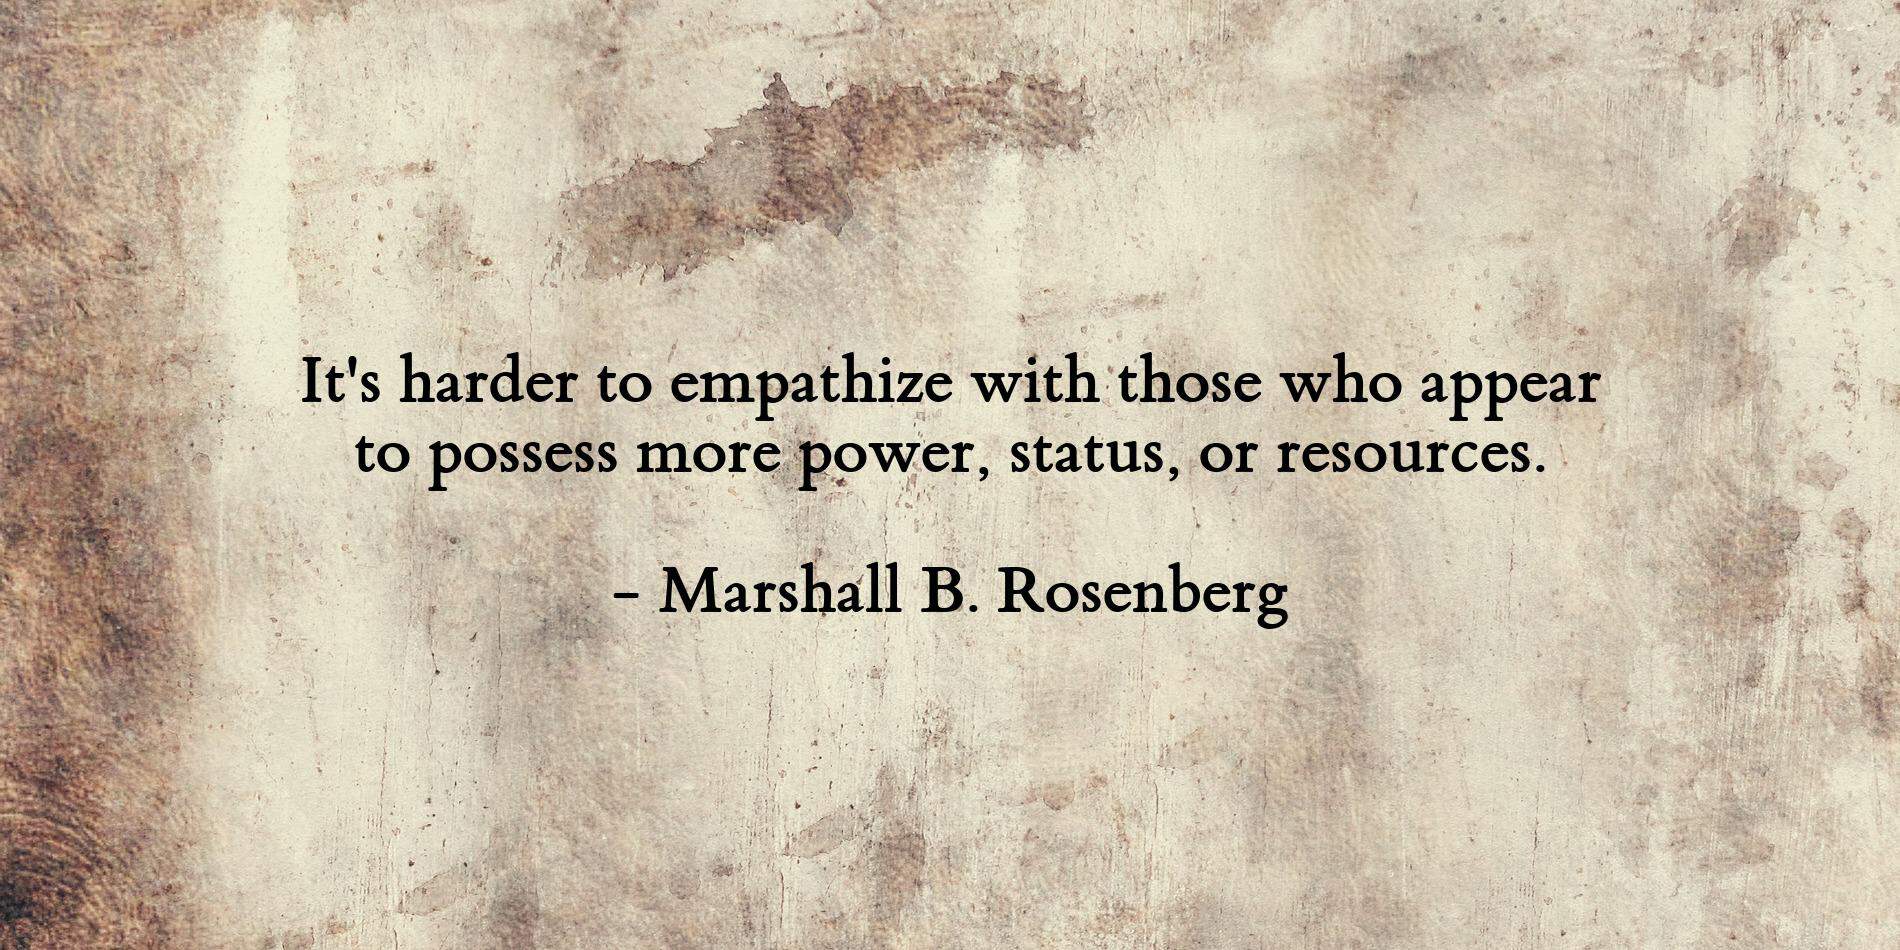 It's harder to empathize with those who appear
to possess more power, status, or resources.
– Marshall B. Rosenberg